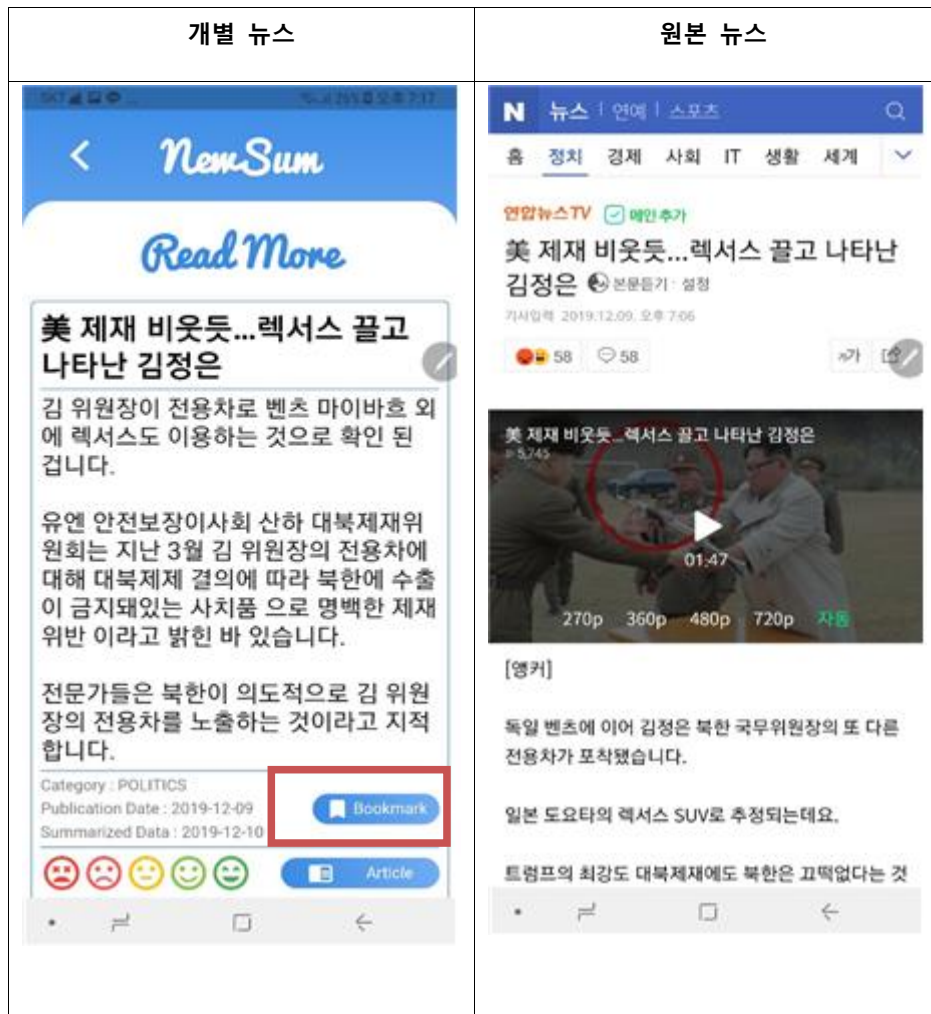 개별 뉴스
원본 뉴스
NewSum
Read More
美 제재 비웃듯...렉서스 끌고
나타난 김정은
김 위원장이 전용차로 벤츠 마이바흐 외
에 렉서스도 이용하는 것으로 확인 된
겁니다.
유엔 안전보장이사회 산하 대북제재위
원회는 지난 3월 김 위원장의 전용차에
대해 대북제제 결의에 따라 북한에 수출
이 금지돼있는 사치품 으로 명백한 제재
위반 이라고 밝힌 바 있습니다.
전문가들은 북한이 의도적으로 김 위원
장의 전용차를 노출하는 것이라고 지적
합니다.
Category : POLITICS
Publication Date : 2019-12-09
Summarized Data : 2019-12-10
Bookmark
Article
N 뉴스 연예 스포츠
홈 정치 경제 사회 IT 생활 세계
연합뉴스TV 메인 추가
美 제재 비웃듯...렉서스 끌고 나타난
김정은 본문듣기 · 설정
기사입력 2019.12.09. 오후 7:06
58 58 가
美 제재 비웃듯...렉서스 끌고 나타난 김정은
5,745
01:47
270p 360p 480p 720p 자동
[앵커]
독일 벤츠에 이어 김정은 북한 국무위원장의 또 다른
전용차가 포착됐습니다.
일본 도요타의 렉서스 SUV로 추정되는데요.
트럼프의 최강도 대북제재에도 북한은 끄떡없다는 것